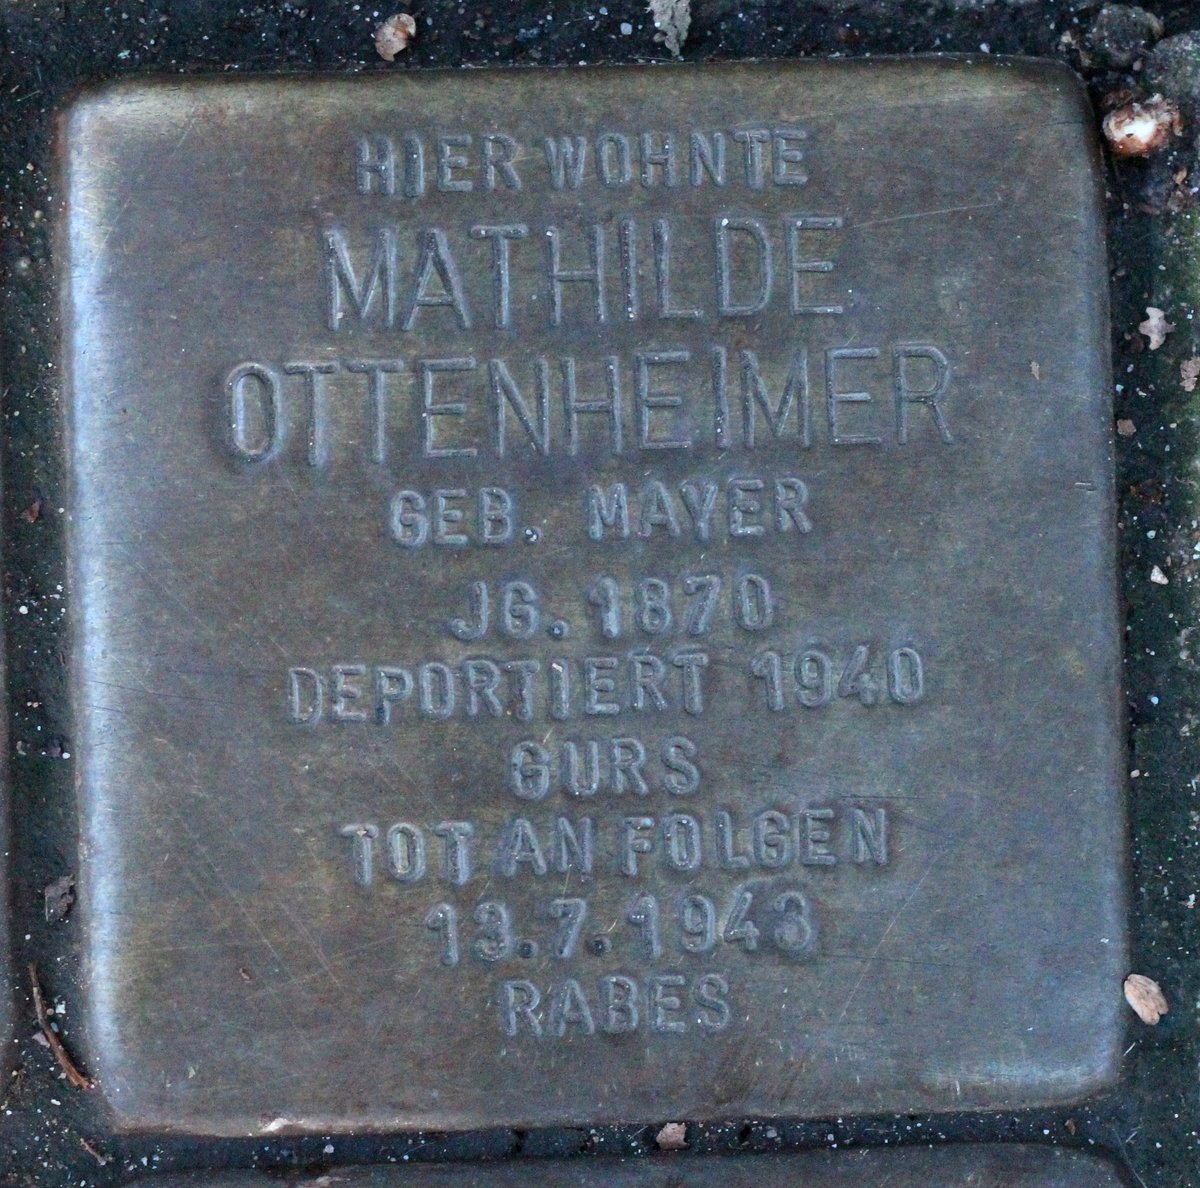 HIER WOHNTE
MATHILDE
OTTENHEIMER
GEB. MAYER
JG. 1870
DEPORTIERT 1940
GURS
TOT AN FOLGEN
13.7.1943
RABES